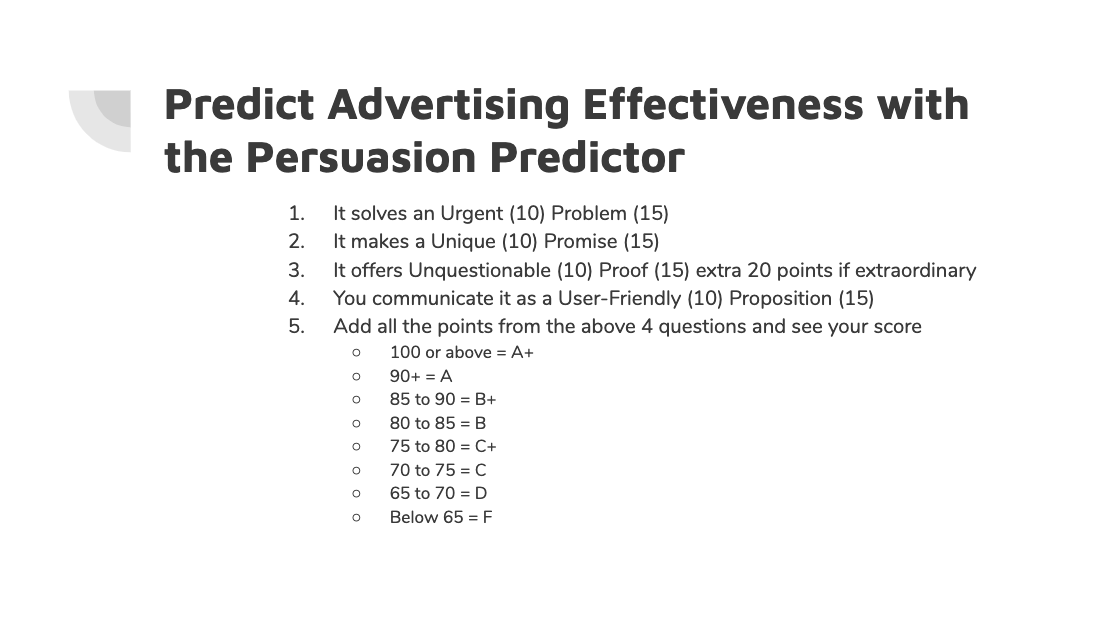 Predict Advertising Effectiveness with
the Persuasion Predictor
1. It solves an Urgent (10) Problem (15)
2. It makes a Unique (10) Promise (15)
3. It offers Unquestionable (10) Proof (15) extra 20 points if extraordinary
4. You communicate it as a User-Friendly (10) Proposition (15)
5. Add all the points from the above 4 questions and see your score
○ 100 or above = A+
○ 90+ = A
○ 85 to 90 = B+
○ 80 to 85 = B
○ 75 to 80 = C+
○ 70 to 75 = C
○ 65 to 70 = D
○ Below 65 = F